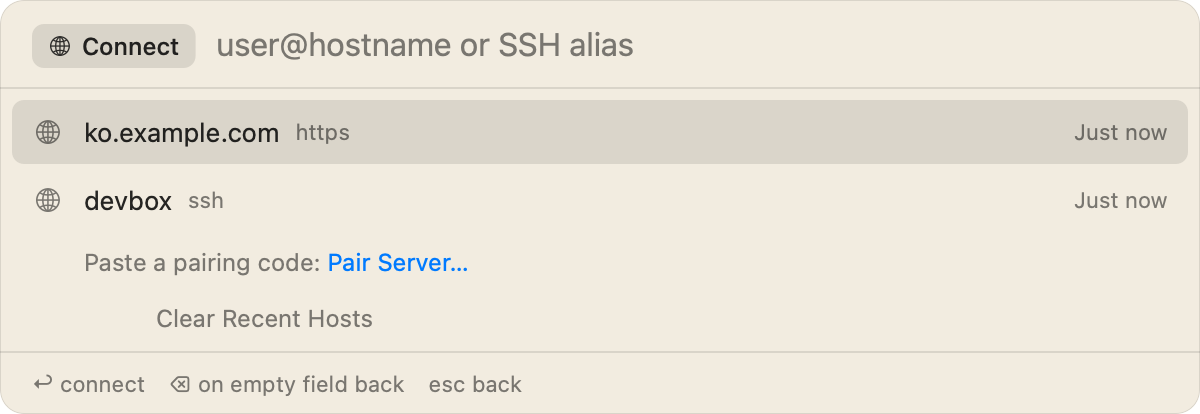 Connect user@hostname or SSH alias
ko.example.com https Just now
devbox ssh Just now
Paste a pairing code: Pair Server...
Clear Recent Hosts
connect on empty field back esc back